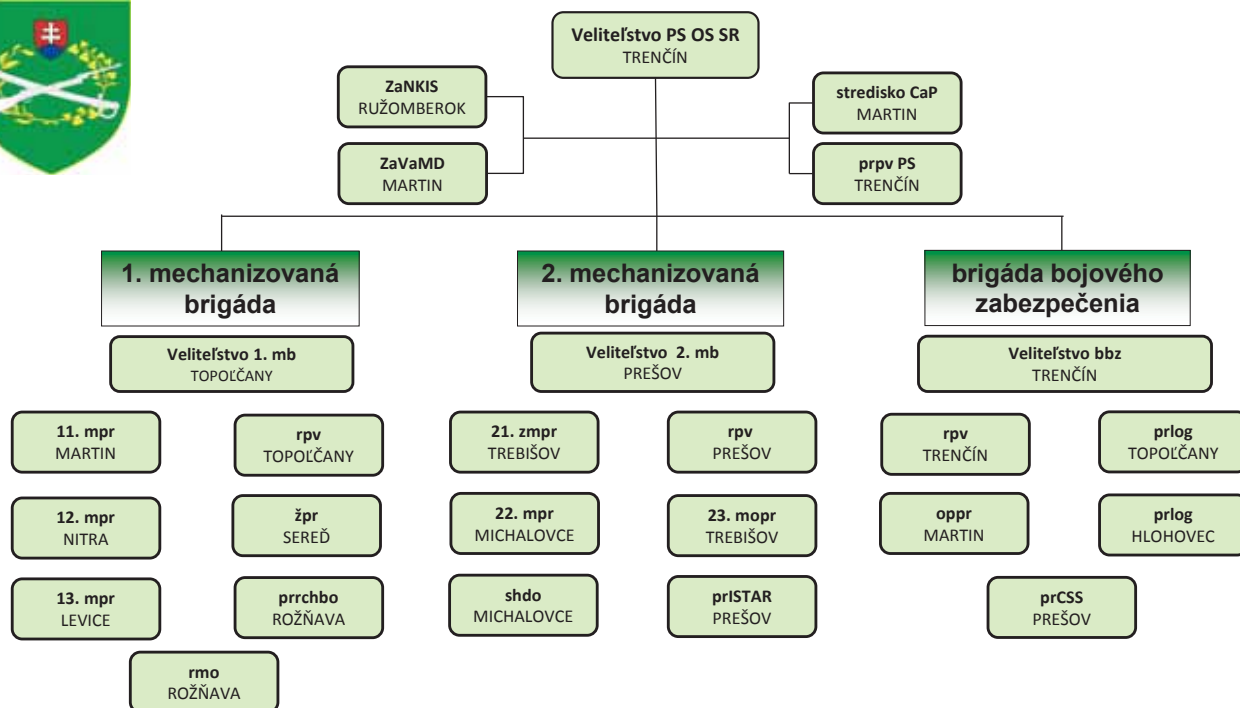 Veliteľstvo PS OS SR
TRENČÍN
ZaNKIS
RUŽOMBEROK
stredisko CaP
MARTIN
ZaVaMD
MARTIN
prpv PS
TRENČÍN
1. mechanizovaná
brigáda
2. mechanizovaná
brigáda
brigáda bojového
zabezpečenia
Veliteľstvo 1. mb
TOPOĽČANY
Veliteľstvo 2. mb
PREŠOV
Veliteľstvo bbz
TRENČÍN
11. mpr
MARTIN
rpv
TOPOĽČANY
21. zmpr
TREBIŠOV
rpv
PREŠOV
rpv
TRENČÍN
prlog
TOPOĽČANY
12. mpr
NITRA
žpr
SEREĎ
22. mpr
MICHALOVCE
23. mopr
TREBIŠOV
oppr
MARTIN
prlog
HLOHOVEC
13. mpr
LEVICE
prrchbo
ROŽŇAVA
shdo
MICHALOVCE
prISTAR
PREŠOV
prCSS
PREŠOV
rmo
ROŽŇAVA